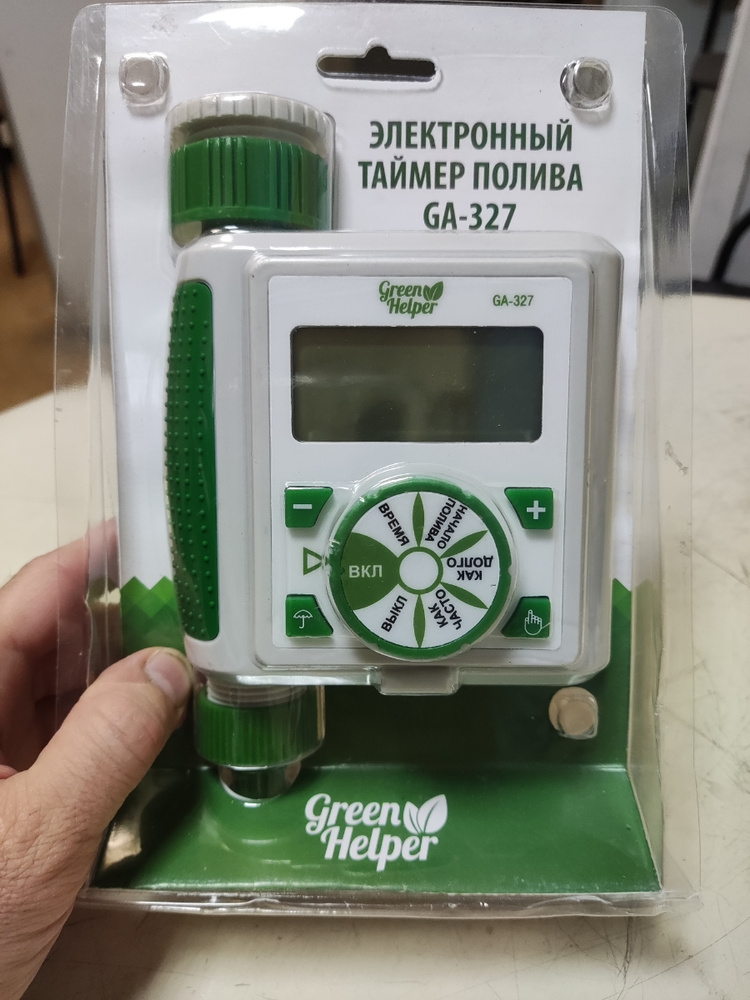 ЭЛЕКТРОННЫЙ
ТАЙМЕР ПОЛИВА
GA-327
Green
Helper
GA-327
−
+
ВРЕМЯ
НАЧАЛО
ПОЛИВА
КАК
ДОЛГО
КАК
ЧАСТО
ВЫКЛ
ВКЛ
Green
Helper